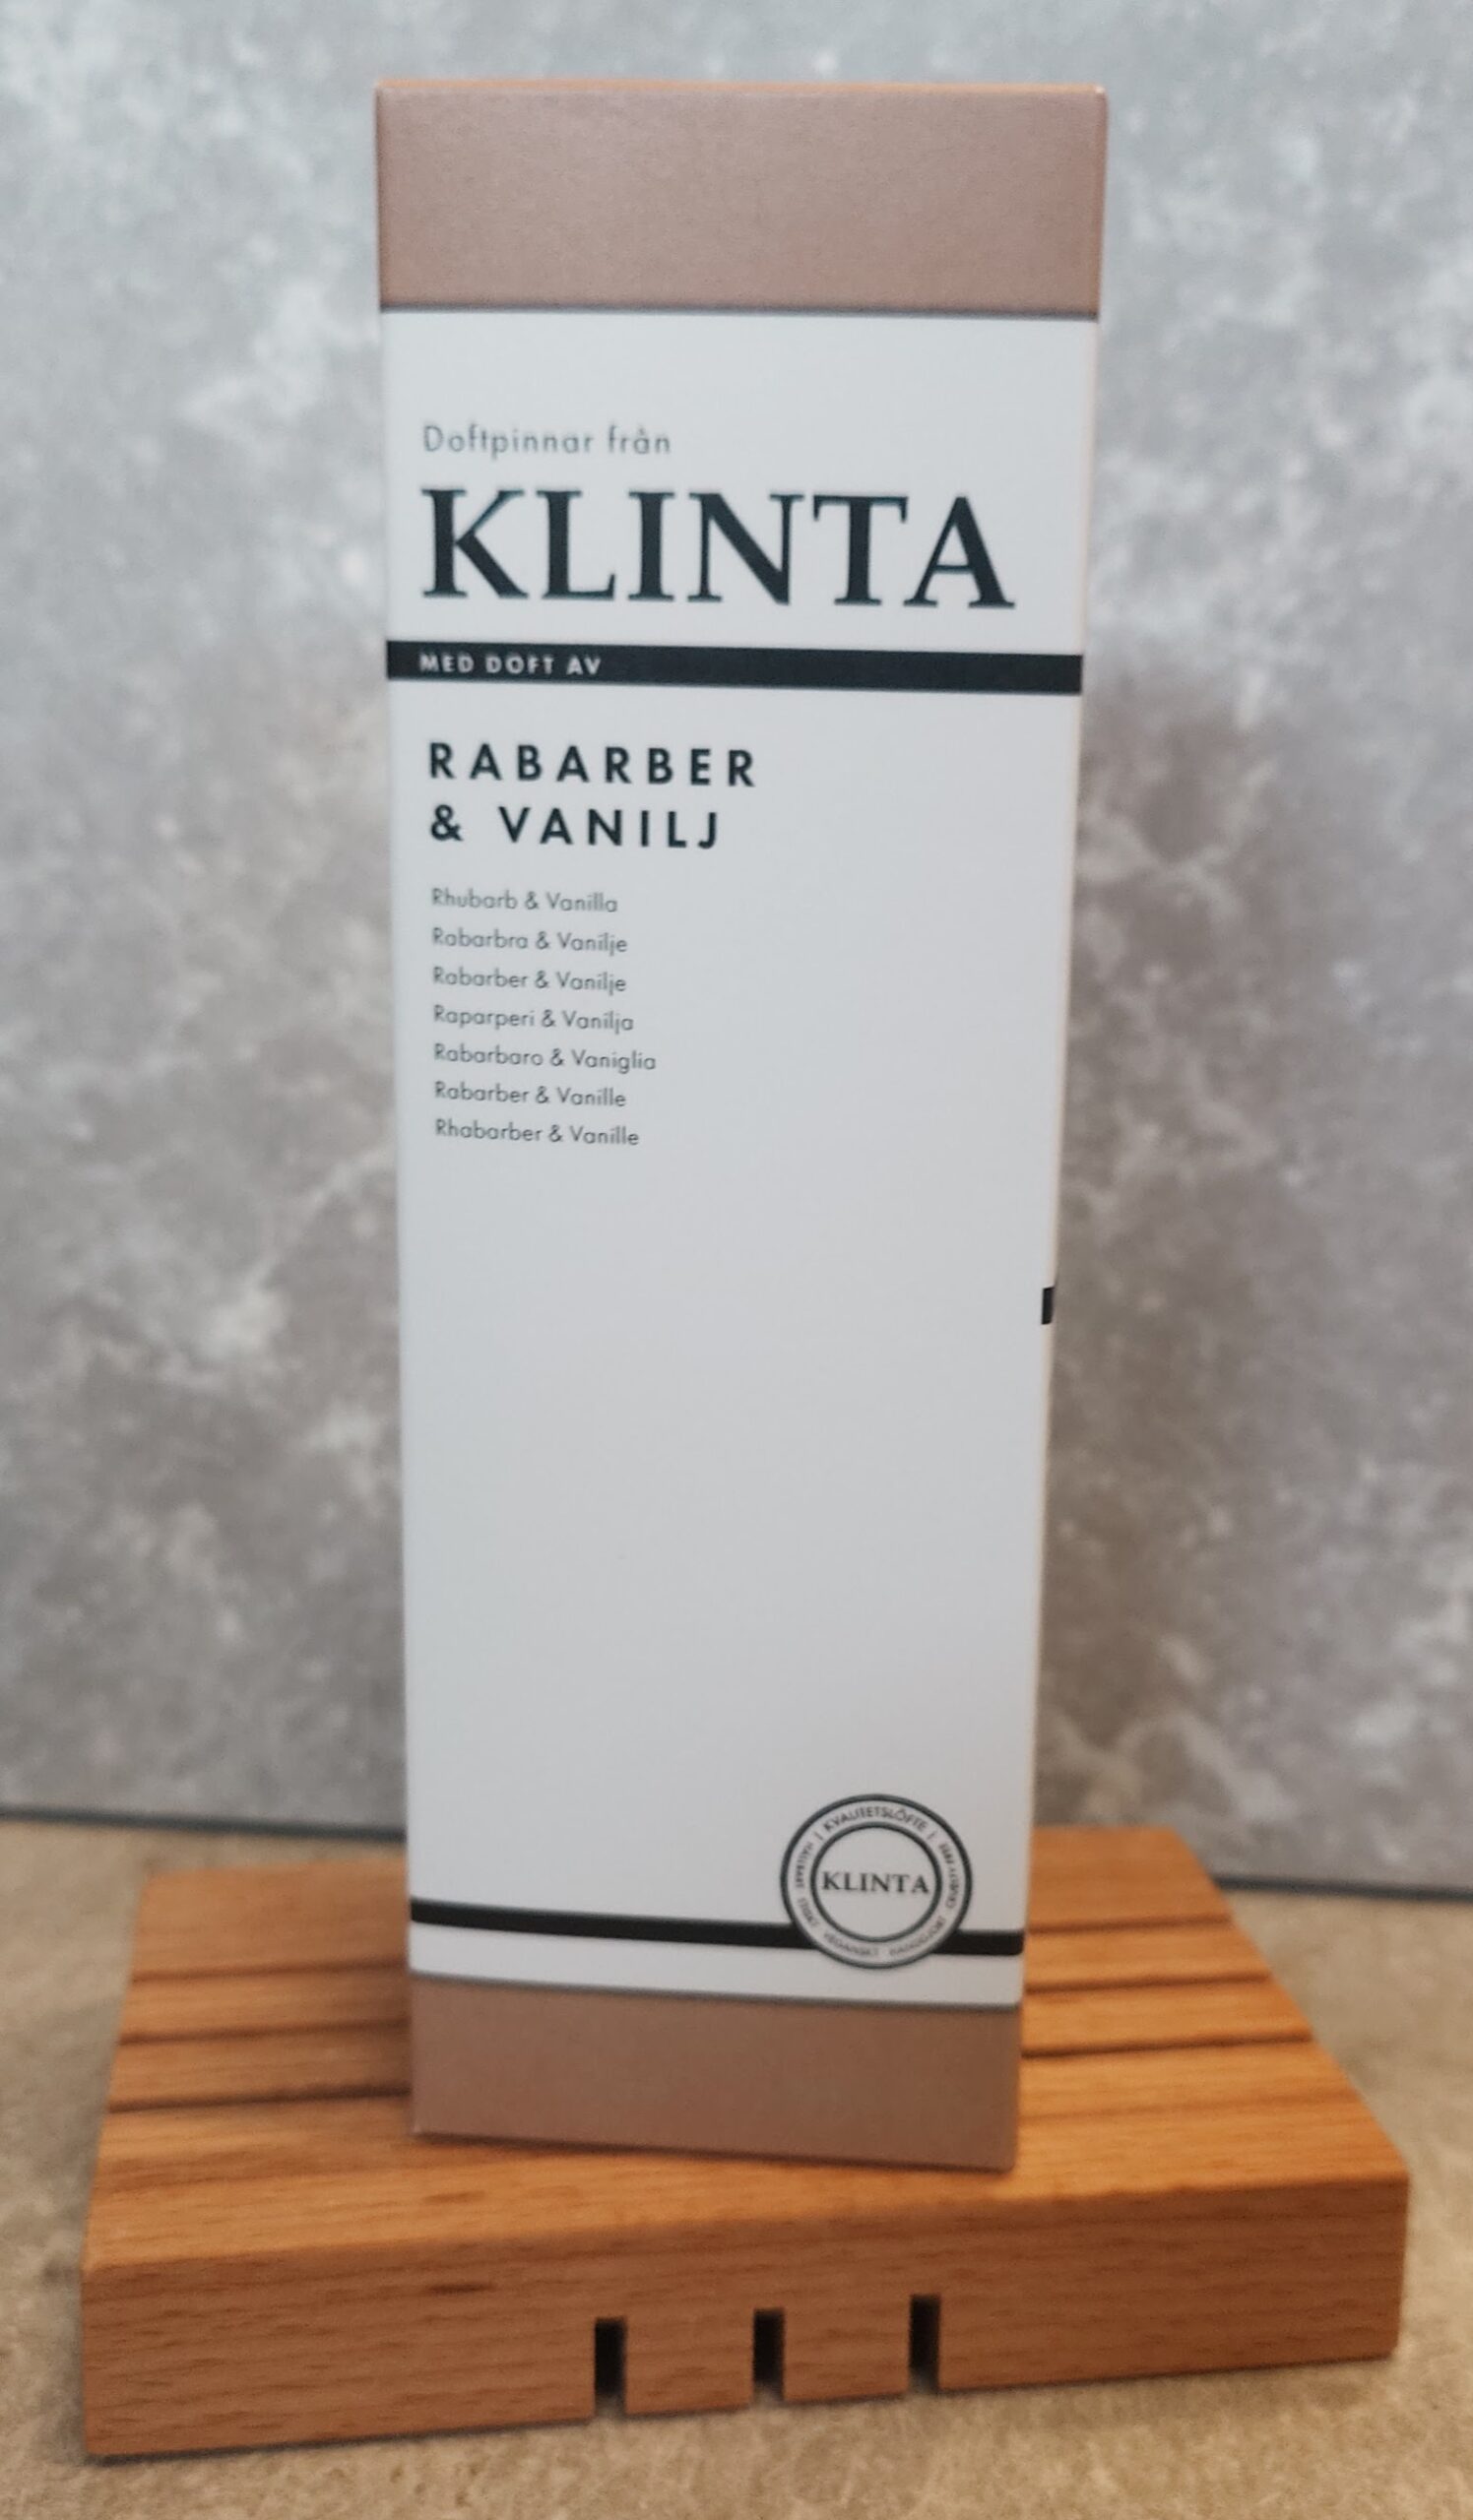 Doftpinnar från
KLINTA
MED DOFT AV
RABARBER
& VANILJ
Rhubarb & Vanilla
Rabarbra & Vanilje
Rabarber & Vanilje
Raparperi & Vanilja
Rabarbaro & Vaniglia
Rabarber & Vanille
Rhabarber & Vanille
| KVALITETSLÖFTE |
KLINTA